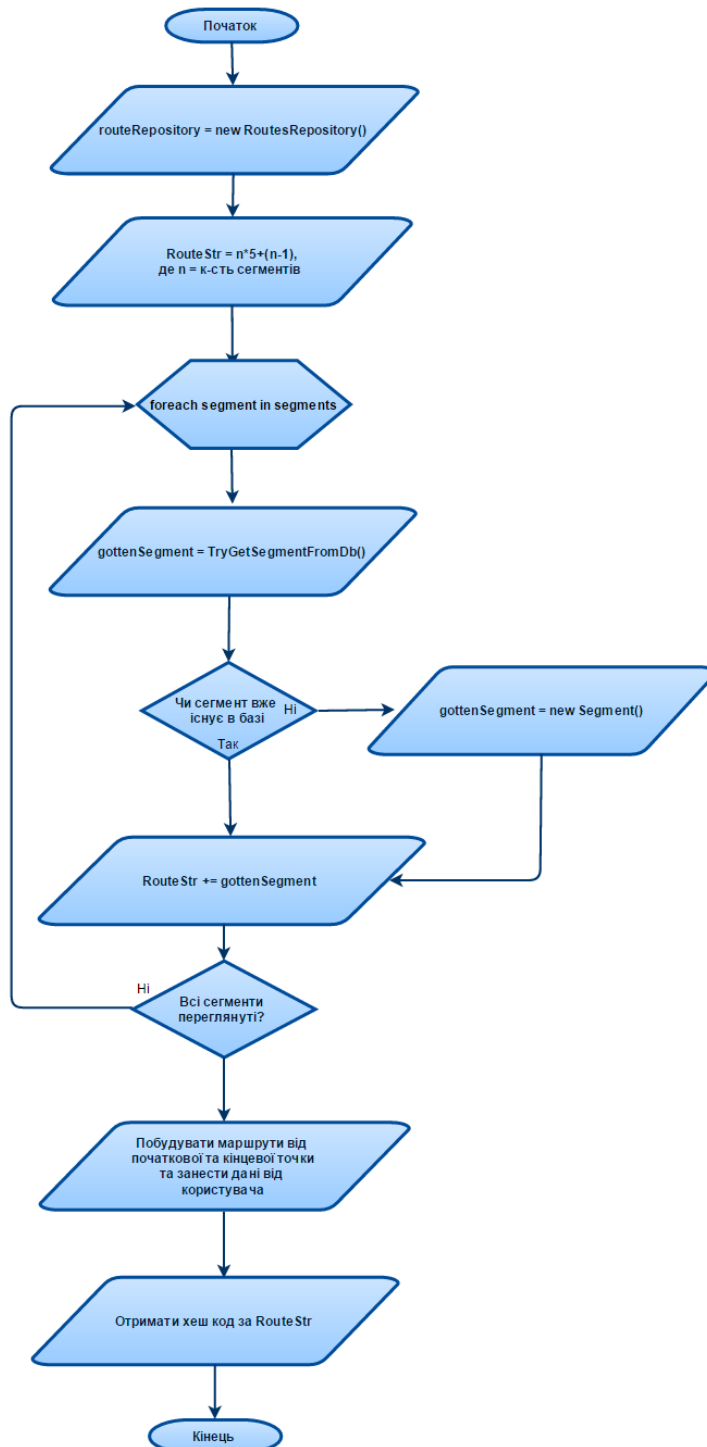 Початок
routeRepository = new RoutesRepository()
RouteStr = n*5+(n-1),
де n = к-сть сегментів
foreach segment in segments
gottenSegment = TryGetSegmentFromDb()
Чи сегмент вже
існує в базі
Ні
Так
gottenSegment = new Segment()
RouteStr += gottenSegment
Ні
Всі сегменти
переглянуті?
Побудувати маршрути від
початкової та кінцевої точки
та занести дані від
користувача
Отримати хеш код за RouteStr
Кінець